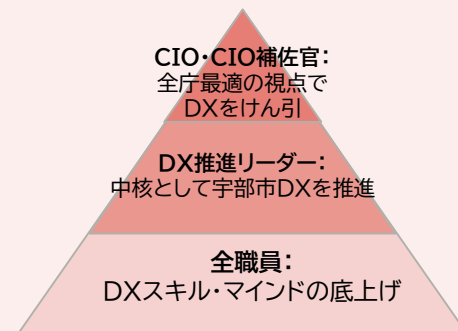 CIO・CIO補佐官：
全庁最適の視点で
DXをけん引
DX推進リーダー：
中核として宇部市DXを推進
全職員：
DXスキル・マインドの底上げ